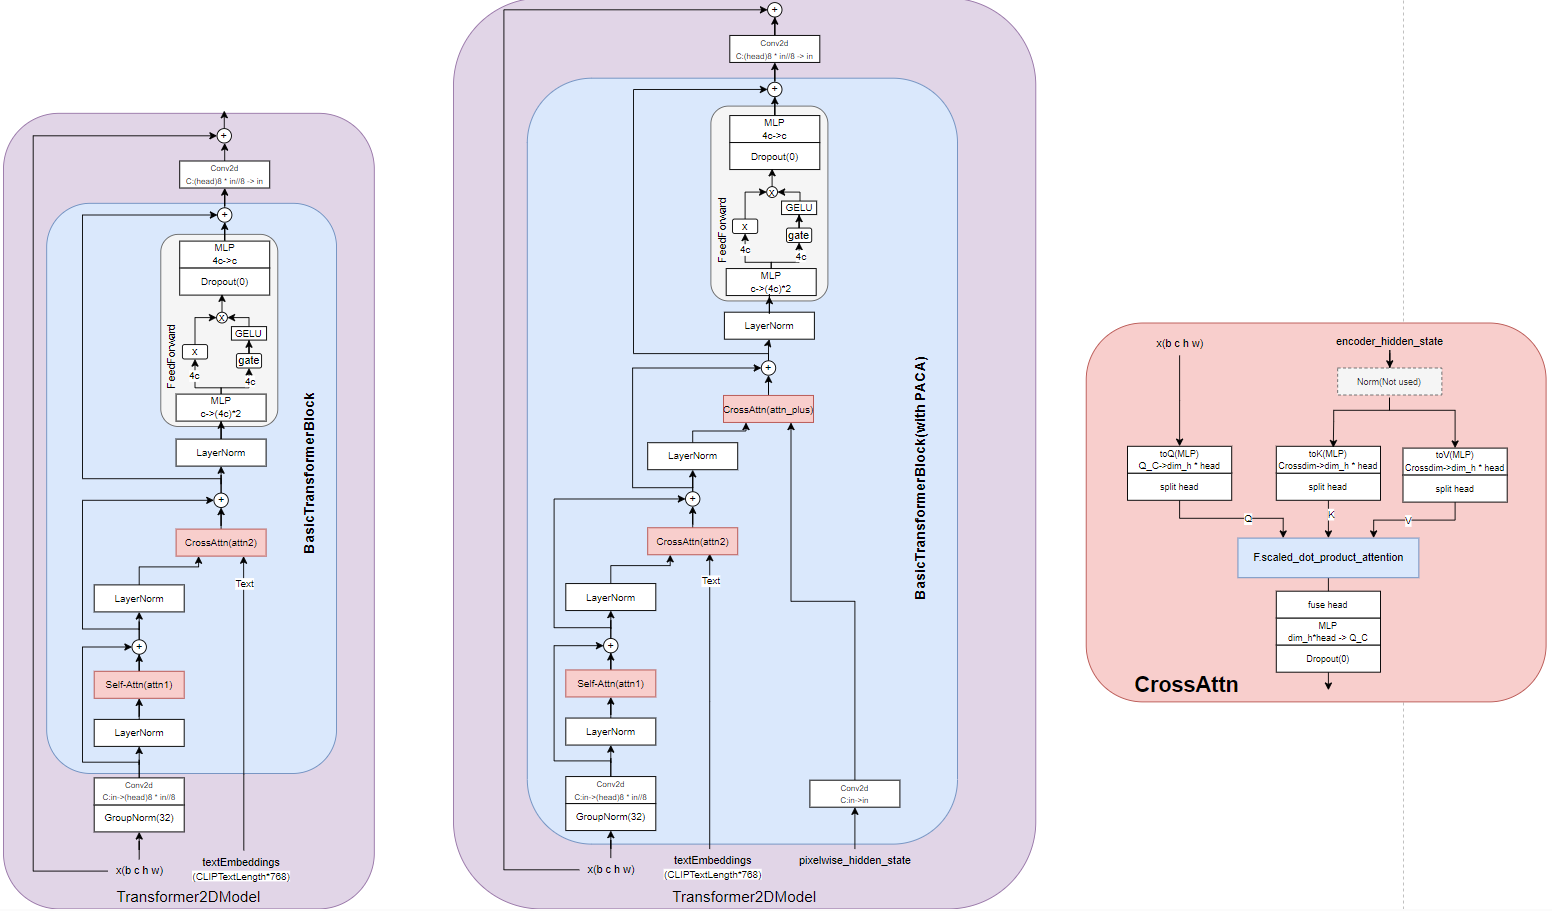 +
Conv2d
C:(head)8 * in//8 -> in
+
MLP
4c->c
Dropout(0)
X
GELU
x
gate
4c
4c
FeedForward
MLP
c->(4c)*2
LayerNorm
+
CrossAttn(attn2)
Text
LayerNorm
+
Self-Attn(attn1)
LayerNorm
BasicTransformerBlock
Conv2d
C:in->(head)8 * in//8
GroupNorm(32)
x(b c h w)
textEmbeddings
(CLIPTextLength*768)
Transformer2DModel
+
Conv2d
C:(head)8 * in//8 -> in
+
MLP
4c->c
Dropout(0)
X
GELU
x
gate
4c
4c
FeedForward
MLP
c->(4c)*2
LayerNorm
+
CrossAttn(attn_plus)
LayerNorm
+
CrossAttn(attn2)
Text
LayerNorm
+
Self-Attn(attn1)
LayerNorm
BasicTransformerBlock(with PACA)
Conv2d
C:in->(head)8 * in//8
GroupNorm(32)
Conv2d
C:in->in
x(b c h w)
textEmbeddings
(CLIPTextLength*768)
pixelwise_hidden_state
Transformer2DModel
x(b c h w)
encoder_hidden_state
Norm(Not used)
toQ(MLP)
Q_C->dim_h * head
split head
toK(MLP)
Crossdim->dim_h * head
split head
toV(MLP)
Crossdim->dim_h * head
split head
Q
K
V
F.scaled_dot_product_attention
fuse head
MLP
dim_h*head -> Q_C
Dropout(0)
CrossAttn